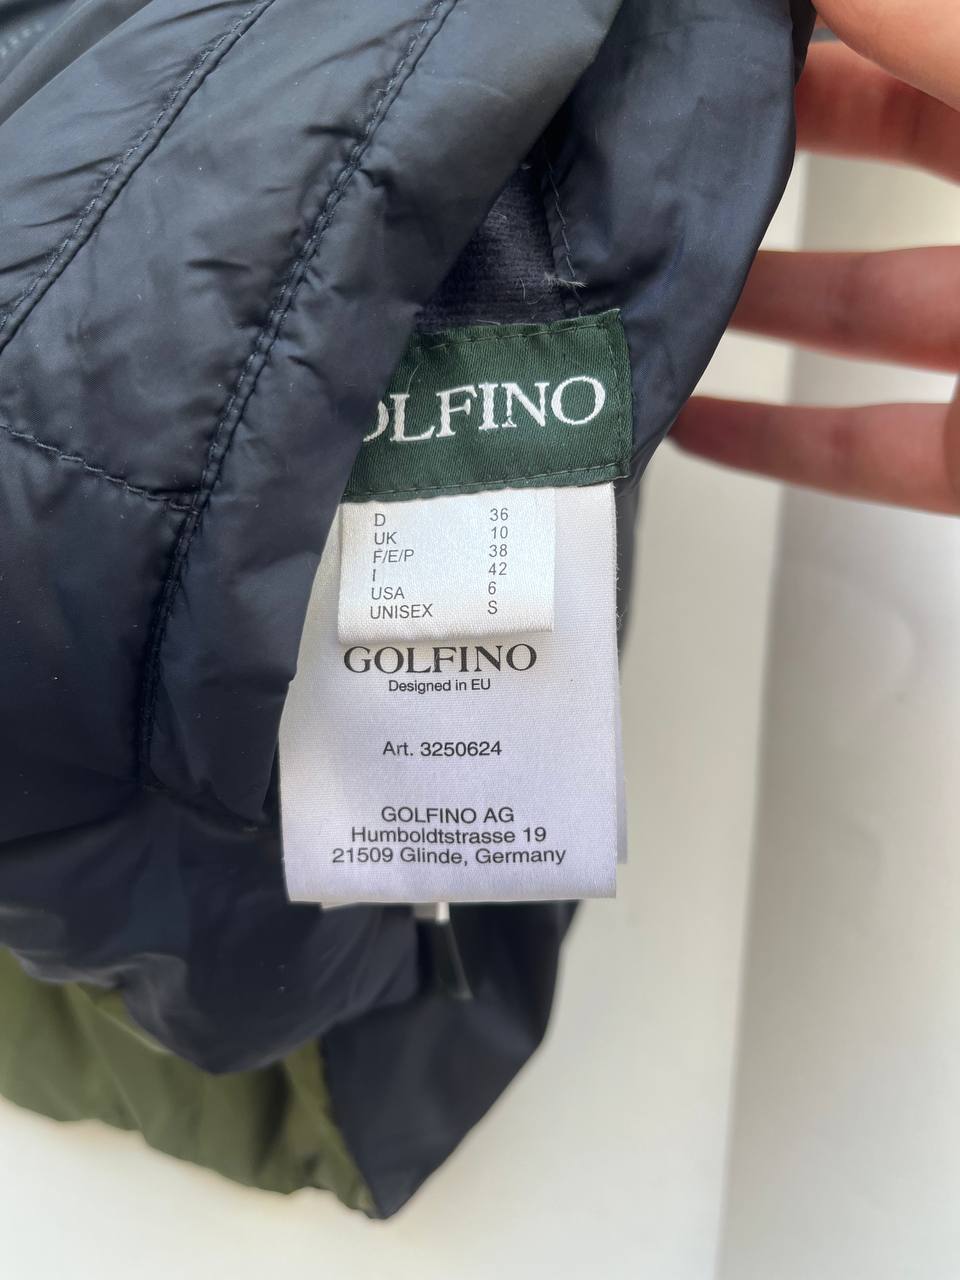 OLFINO
D 36
UK 10
F/E/P 38
I 42
USA 6
UNISEX S
GOLFINO
Designed in EU
Art. 3250624
GOLFINO AG
Humboldtstrasse 19
21509 Glinde, Germany